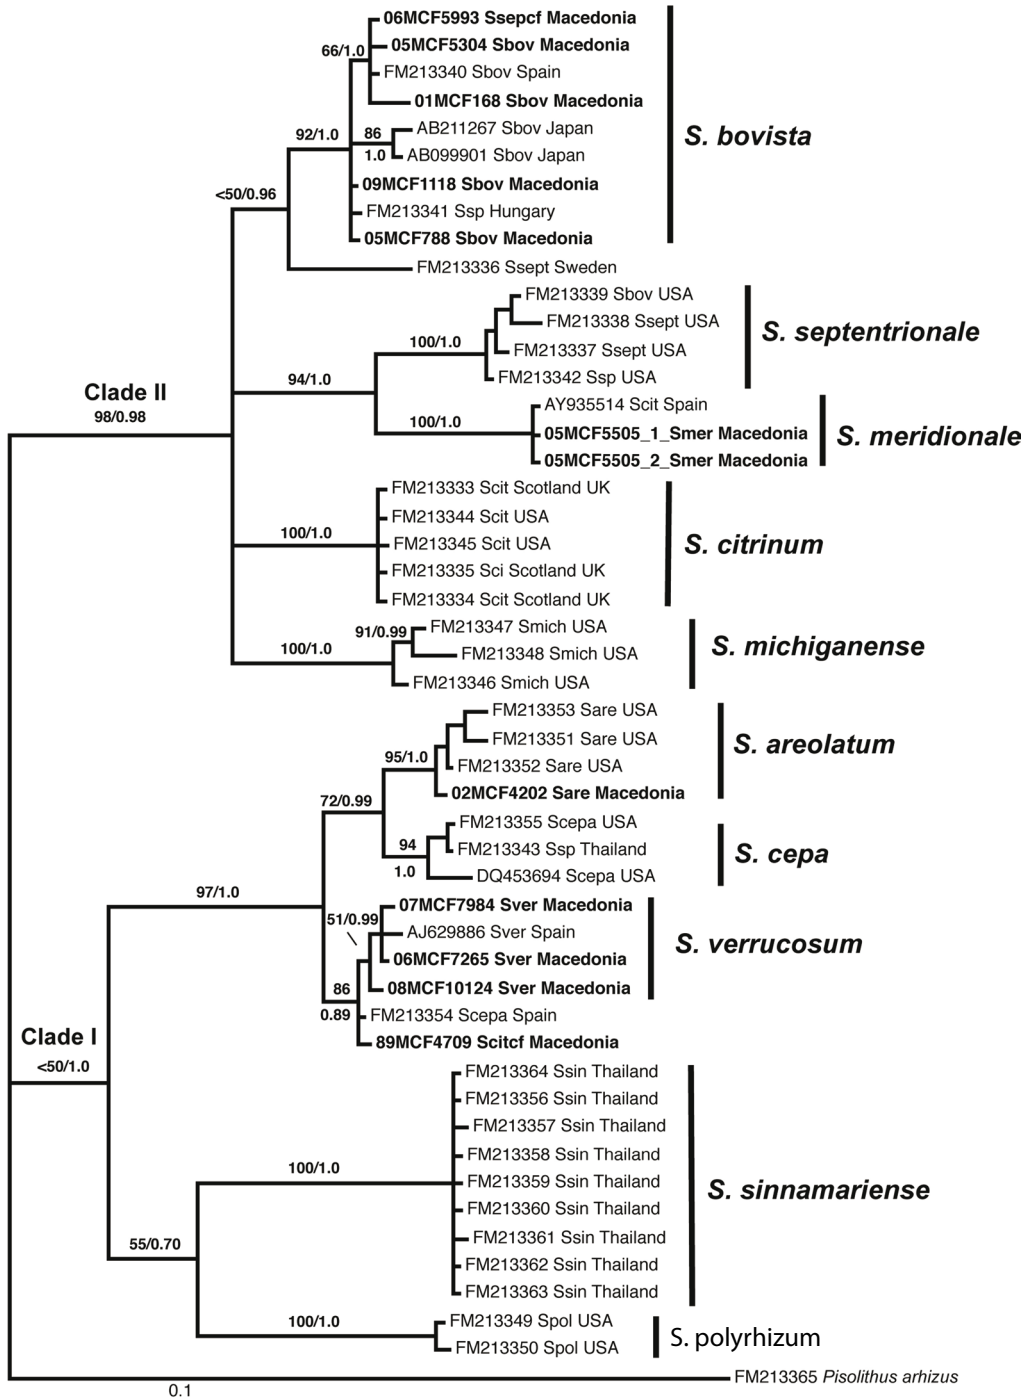 06MCF5993 Ssepcf Macedonia
66/1.0
05MCF5304 Sbov Macedonia
FM213340 Sbov Spain
01MCF168 Sbov Macedonia
92/1.0
86
AB211267 Sbov Japan
S. bovista
1.0
AB099901 Sbov Japan
09MCF1118 Sbov Macedonia
<50/0.96
FM213341 Ssp Hungary
05MCF788 Sbov Macedonia
FM213336 Ssept Sweden
FM213339 Sbov USA
FM213338 Ssept USA
S. septentrionale
100/1.0
FM213337 Ssept USA
94/1.0
FM213342 Ssp USA
Clade II
98/0.98
AY935514 Scit Spain
100/1.0
05MCF5505_1_Smer Macedonia
S. meridionale
05MCF5505_2_Smer Macedonia
FM213333 Scit Scotland UK
FM213344 Scit USA
100/1.0
FM213345 Scit USA
S. citrinum
FM213335 Sci Scotland UK
FM213334 Scit Scotland UK
91/0.99
FM213347 Smich USA
100/1.0
FM213348 Smich USA
S. michiganense
FM213346 Smich USA
FM213353 Sare USA
FM213351 Sare USA
S. areolatum
95/1.0
FM213352 Sare USA
02MCF4202 Sare Macedonia
72/0.99
FM213355 Scepa USA
94
FM213343 Ssp Thailand
S. cepa
1.0
DQ453694 Scepa USA
97/1.0
07MCF7984 Sver Macedonia
51/0.99
AJ629886 Sver Spain
S. verrucosum
06MCF7265 Sver Macedonia
86
08MCF10124 Sver Macedonia
0.89
FM213354 Scepa Spain
Clade I
89MCF4709 Scitcf Macedonia
<50/1.0
FM213364 Ssin Thailand
FM213356 Ssin Thailand
FM213357 Ssin Thailand
FM213358 Ssin Thailand
100/1.0
FM213359 Ssin Thailand
S. sinnamariense
FM213360 Ssin Thailand
FM213361 Ssin Thailand
55/0.70
FM213362 Ssin Thailand
FM213363 Ssin Thailand
100/1.0
FM213349 Spol USA
S. polyrhizum
FM213350 Spol USA
FM213365 Pisolithus arhizus
0.1